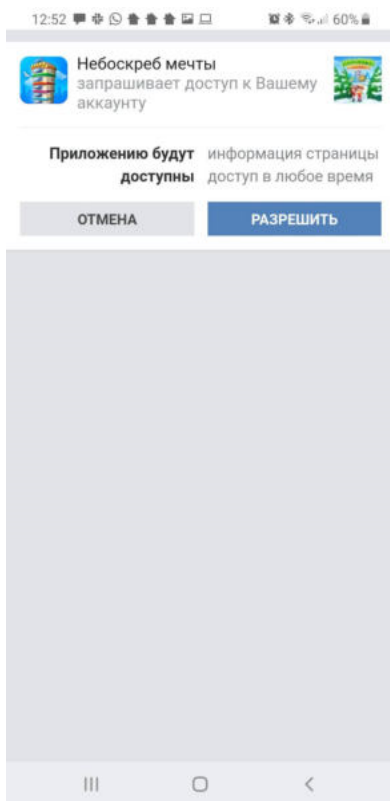 12:52 60%
Небоскреб мечты
запрашивает доступ к Вашему
аккаунту
Приложению будут доступны
информация страницы
доступ в любое время
ОТМЕНА
РАЗРЕШИТЬ